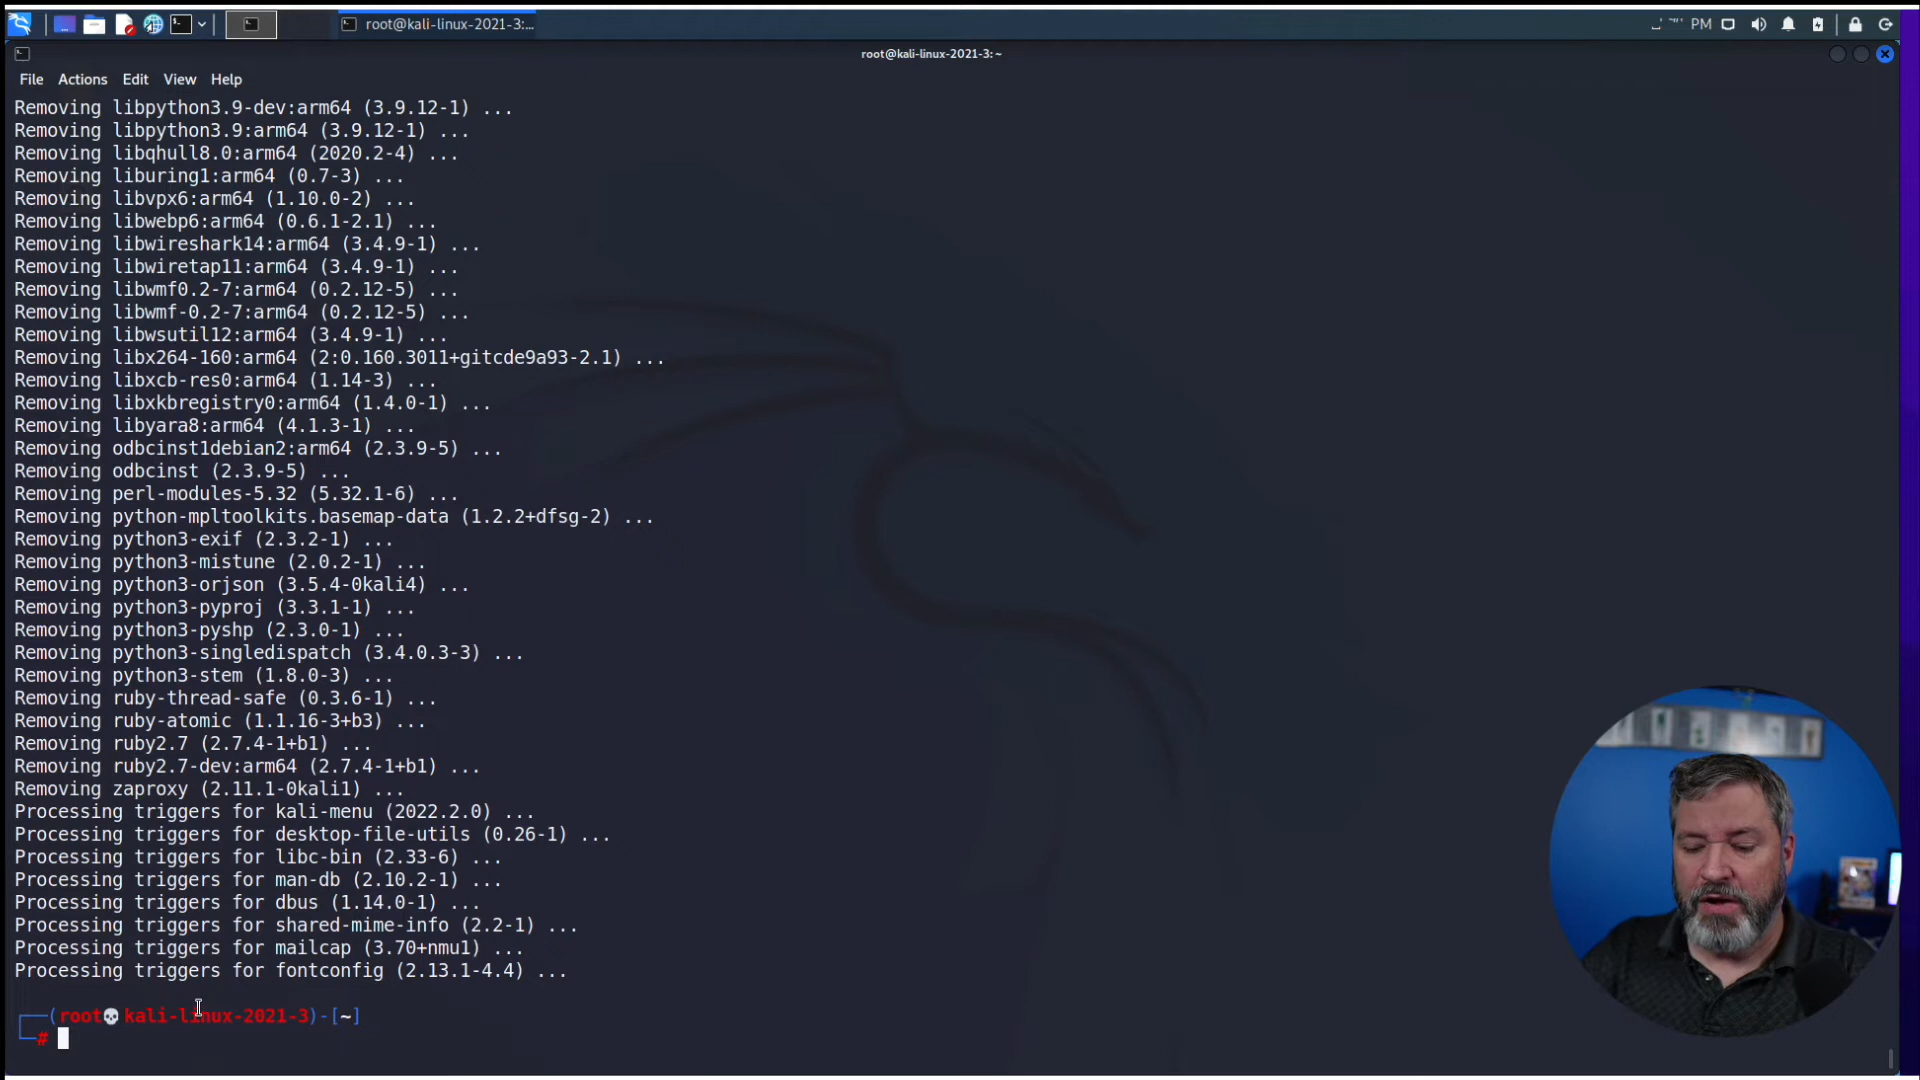 root@kali-linux-2021-3:...
PM
root@kali-linux-2021-3: ~
File Actions Edit View Help
Removing libpython3.9-dev:arm64 (3.9.12-1) ...
Removing libpython3.9:arm64 (3.9.12-1) ...
Removing libqhull8.0:arm64 (2020.2-4) ...
Removing liburing1:arm64 (0.7-3) ...
Removing libvpx6:arm64 (1.10.0-2) ...
Removing libwebp6:arm64 (0.6.1-2.1) ...
Removing libwireshark14:arm64 (3.4.9-1) ...
Removing libwiretap11:arm64 (3.4.9-1) ...
Removing libwmf0.2-7:arm64 (0.2.12-5) ...
Removing libwmf-0.2-7:arm64 (0.2.12-5) ...
Removing libwsutil12:arm64 (3.4.9-1) ...
Removing libx264-160:arm64 (2:0.160.3011+gitcde9a93-2.1) ...
Removing libxcb-res0:arm64 (1.14-3) ...
Removing libxkbregistry0:arm64 (1.4.0-1) ...
Removing libyara8:arm64 (4.1.3-1) ...
Removing odbcinst1debian2:arm64 (2.3.9-5) ...
Removing odbcinst (2.3.9-5) ...
Removing perl-modules-5.32 (5.32.1-6) ...
Removing python-mpltoolkits.basemap-data (1.2.2+dfsg-2) ...
Removing python3-exif (2.3.2-1) ...
Removing python3-mistune (2.0.2-1) ...
Removing python3-orjson (3.5.4-0kali4) ...
Removing python3-pyproj (3.3.1-1) ...
Removing python3-pyshp (2.3.0-1) ...
Removing python3-singledispatch (3.4.0.3-3) ...
Removing python3-stem (1.8.0-3) ...
Removing ruby-thread-safe (0.3.6-1) ...
Removing ruby-atomic (1.1.16-3+b3) ...
Removing ruby2.7 (2.7.4-1+b1) ...
Removing ruby2.7-dev:arm64 (2.7.4-1+b1) ...
Removing zaproxy (2.11.1-0kali1) ...
Processing triggers for kali-menu (2022.2.0) ...
Processing triggers for desktop-file-utils (0.26-1) ...
Processing triggers for libc-bin (2.33-6) ...
Processing triggers for man-db (2.10.2-1) ...
Processing triggers for dbus (1.14.0-1) ...
Processing triggers for shared-mime-info (2.2-1) ...
Processing triggers for mailcap (3.70+nmu1) ...
Processing triggers for fontconfig (2.13.1-4.4) ...
┌──(root💀kali-linux-2021-3)-[~]
└─#